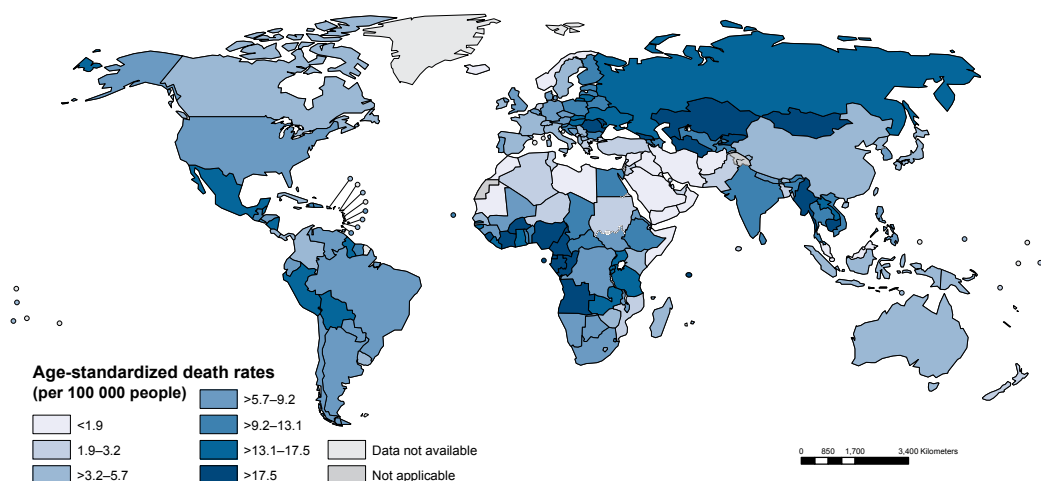 Age-standardized death rates
(per 100 000 people)
<1.9
1.9–3.2
>3.2–5.7
>5.7–9.2
>9.2–13.1
>13.1–17.5
>17.5
Data not available
Not applicable
0 850 1,700 3,400 Kilometers